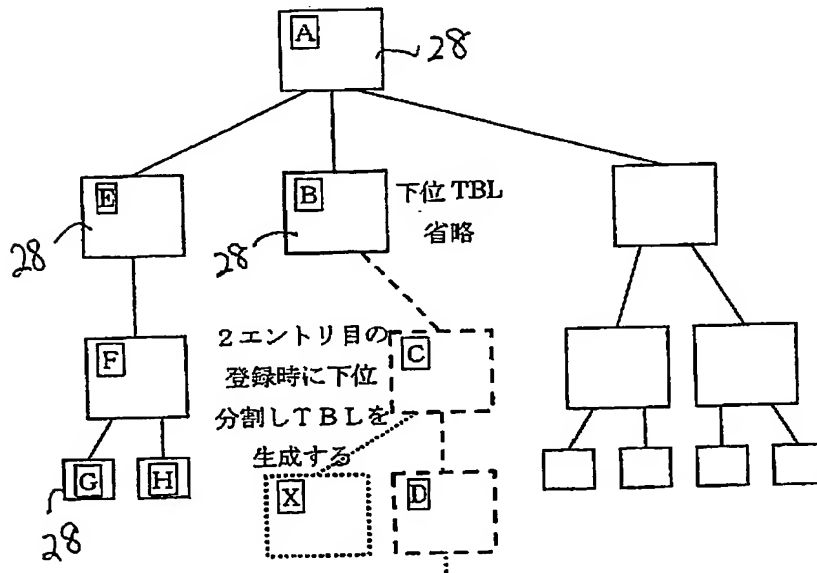 A
28
E
B
下位 TBL
省略
28
28
2エントリ目の
登録時に下位
分割しTBLを
生成する
F
C
G
H
X
D
28